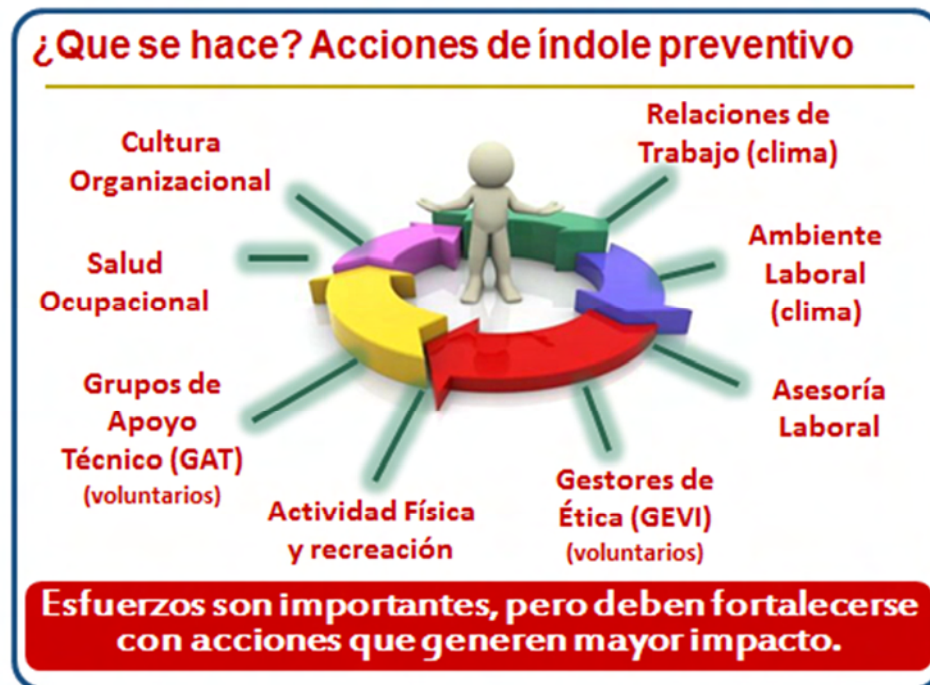 ¿Que se hace? Acciones de índole preventivo
Cultura
Organizacional
Relaciones de
Trabajo (clima)
Salud
Ocupacional
Ambiente
Laboral
(clima)
Grupos de
Apoyo
Técnico (GAT)
(voluntarios)
Asesoría
Laboral
Actividad Física
y recreación
Gestores de
Ética (GEVI)
(voluntarios)
Esfuerzos son importantes, pero deben fortalecerse
con acciones que generen mayor impacto.